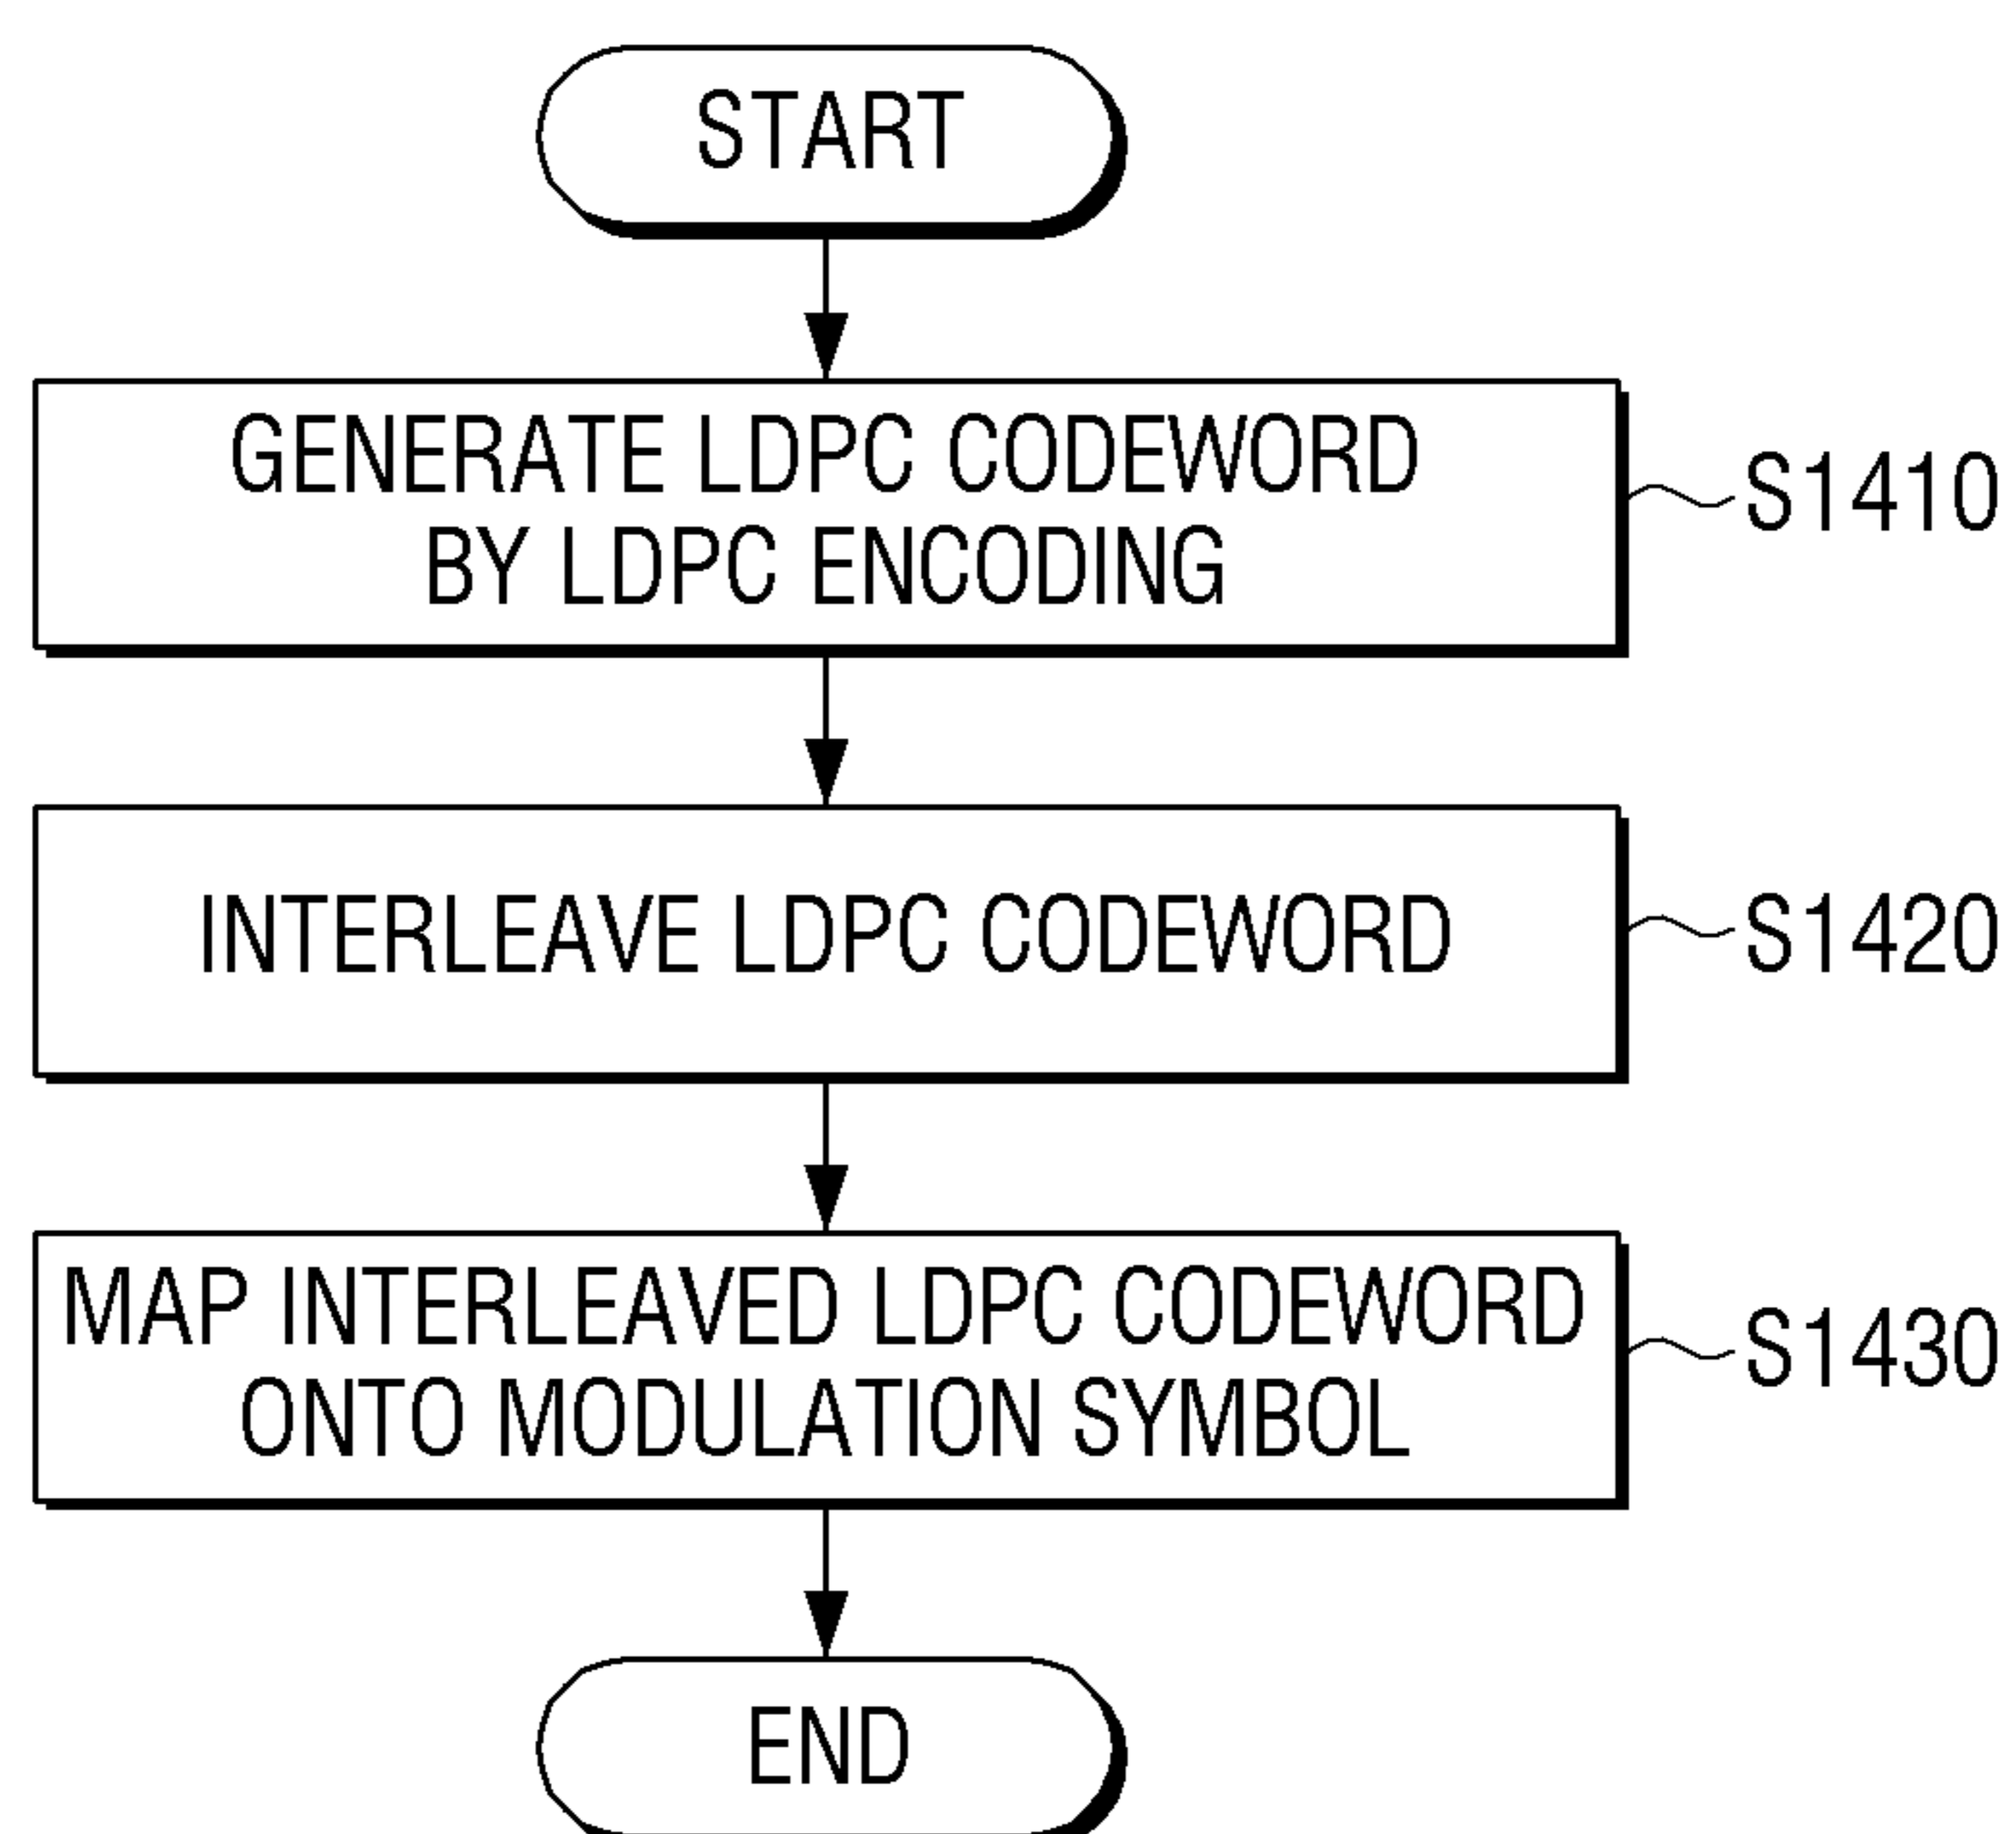 START
GENERATE LDPC CODEWORD
BY LDPC ENCODING
S1410
INTERLEAVE LDPC CODEWORD
S1420
MAP INTERLEAVED LDPC CODEWORD
ONTO MODULATION SYMBOL
S1430
END